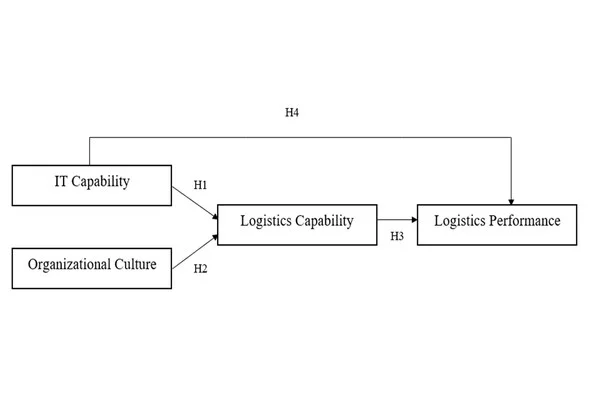 H4
IT Capability
H1
Logistics Capability
Logistics Performance
H3
Organizational Culture
H2